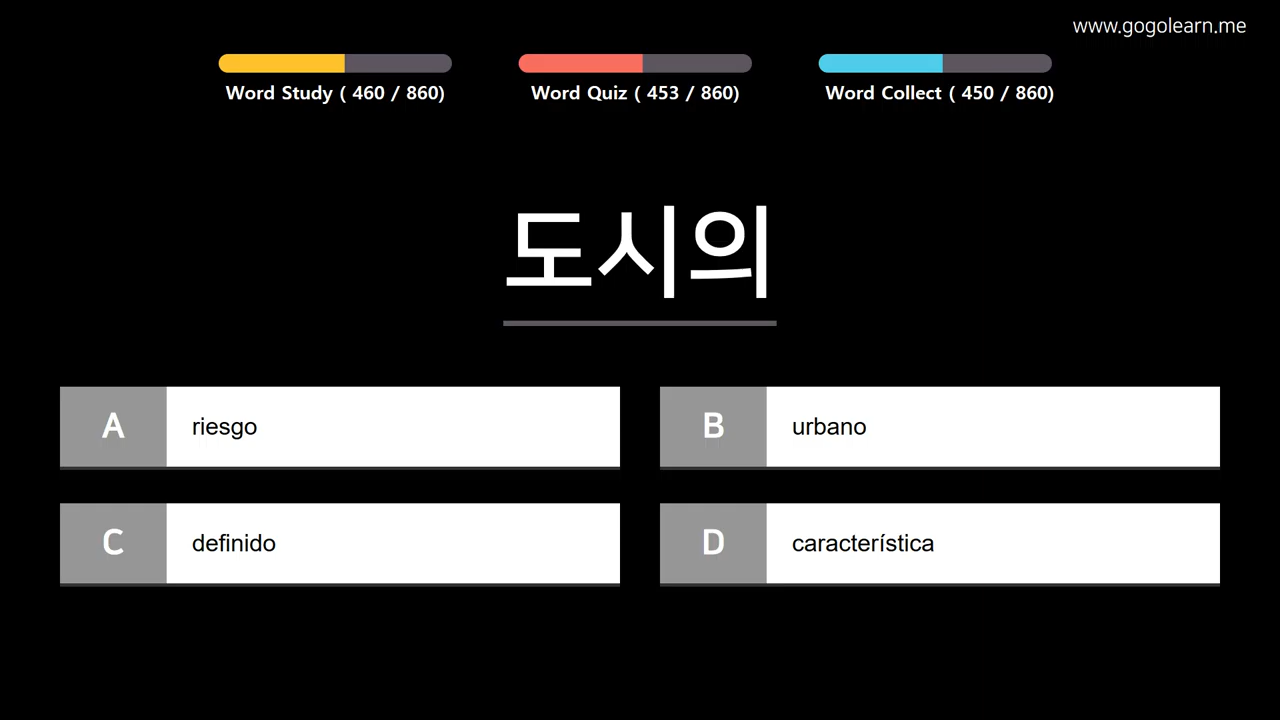 www.gogolearn.me
Word Study ( 460 / 860)
Word Quiz ( 453 / 860)
Word Collect ( 450 / 860)
도시의
A riesgo
B urbano
C definido
D característica